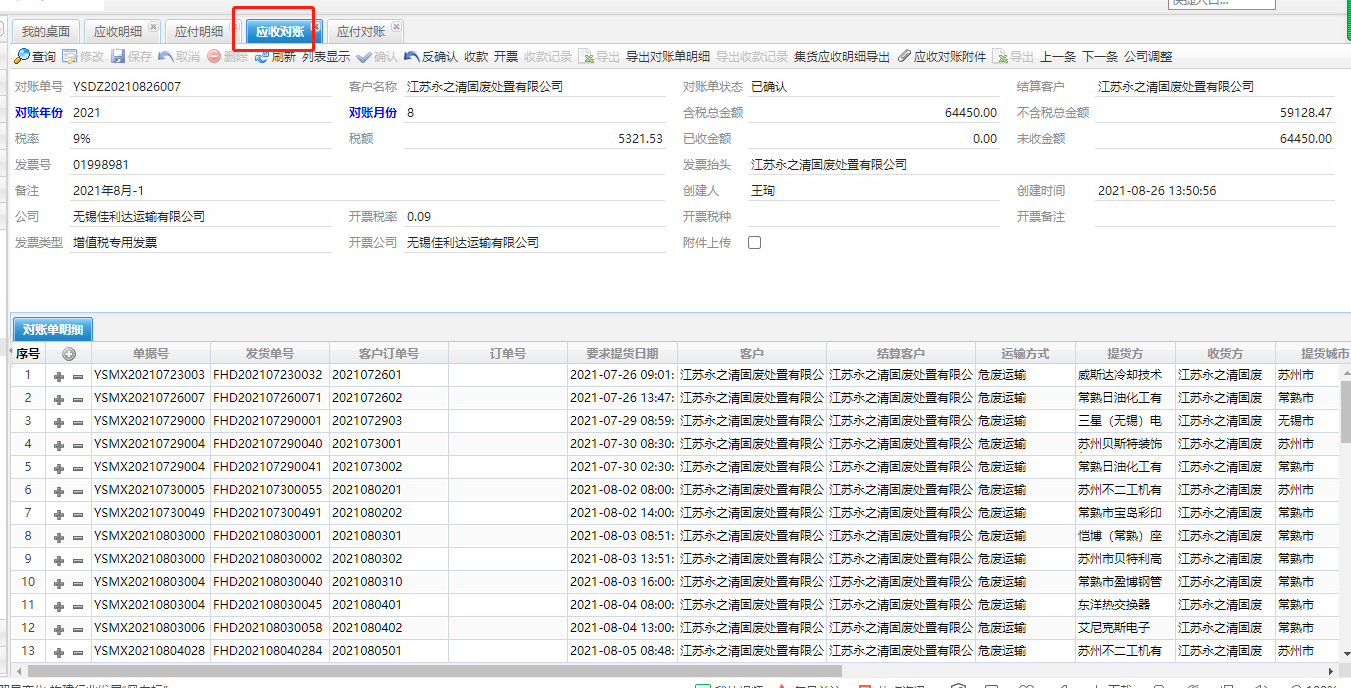 快捷入口...
我的桌面 应收明细 应付明细 应收对账 应付对账
查询 修改 保存 取消 删除 刷新 列表显示 确认 反确认 收款 开票 收款记录 导出 导出对账单明细 导出收款记录 集货应收明细导出 应收对账附件 导出 上一条 下一条 公司调整
对账单号 YSDZ20210826007 客户名称 江苏永之清固废处置有限公司 对账单状态 已确认 结算客户 江苏永之清固废处置有限公司
对账年份 2021 对账月份 8 含税总金额 64450.00 不含税总金额 59128.47
税率 9% 税额 5321.53 已收金额 0.00 未收金额 64450.00
发票号 01998981 发票抬头 江苏永之清固废处置有限公司
备注 2021年8月-1 创建人 王珣 创建时间 2021-08-26 13:50:56
公司 无锡佳利达运输有限公司 开票税率 0.09 开票税种 开票备注
发票类型 增值税专用发票 开票公司 无锡佳利达运输有限公司 附件上传
对账单明细
序号 单据号 发货单号 客户订单号 订单号 要求提货日期 客户 结算客户 运输方式 提货方 收货方 提货城市
1 YSMX20210723003 FHD202107230032 2021072601 2021-07-26 09:01: 江苏永之清固废处置有限公 江苏永之清固废处置有限公 危废运输 威斯达冷却技术 江苏永之清固废 苏州市
2 YSMX20210726007 FHD202107260071 2021072602 2021-07-26 13:47: 江苏永之清固废处置有限公 江苏永之清固废处置有限公 危废运输 常熟日油化工有 江苏永之清固废 常熟市
3 YSMX20210729000 FHD202107290001 2021072903 2021-07-29 08:59: 江苏永之清固废处置有限公 江苏永之清固废处置有限公 危废运输 三星（无锡）电 江苏永之清固废 无锡市
4 YSMX20210729004 FHD202107290040 2021073001 2021-07-30 08:30: 江苏永之清固废处置有限公 江苏永之清固废处置有限公 危废运输 苏州贝斯特装饰 江苏永之清固废 苏州市
5 YSMX20210729004 FHD202107290041 2021073002 2021-07-30 02:30: 江苏永之清固废处置有限公 江苏永之清固废处置有限公 危废运输 常熟日油化工有 江苏永之清固废 常熟市
6 YSMX20210730005 FHD202107300055 2021080201 2021-08-02 08:00: 江苏永之清固废处置有限公 江苏永之清固废处置有限公 危废运输 苏州不二工机有 江苏永之清固废 苏州市
7 YSMX20210730049 FHD202107300491 2021080202 2021-08-02 14:00: 江苏永之清固废处置有限公 江苏永之清固废处置有限公 危废运输 常熟市宝岛彩印 江苏永之清固废 常熟市
8 YSMX20210803000 FHD202108030001 2021080301 2021-08-03 08:51: 江苏永之清固废处置有限公 江苏永之清固废处置有限公 危废运输 恺博（常熟）座 江苏永之清固废 常熟市
9 YSMX20210803000 FHD202108030002 2021080302 2021-08-03 13:51: 江苏永之清固废处置有限公 江苏永之清固废处置有限公 危废运输 苏州市贝特利高 江苏永之清固废 常熟市
10 YSMX20210803004 FHD202108030040 2021080310 2021-08-03 16:00: 江苏永之清固废处置有限公 江苏永之清固废处置有限公 危废运输 常熟市盈博钢管 江苏永之清固废 常熟市
11 YSMX20210803004 FHD202108030045 2021080401 2021-08-04 08:00: 江苏永之清固废处置有限公 江苏永之清固废处置有限公 危废运输 东洋热交换器 江苏永之清固废 常熟市
12 YSMX20210803006 FHD202108030058 2021080402 2021-08-04 13:00: 江苏永之清固废处置有限公 江苏永之清固废处置有限公 危废运输 艾尼克斯电子 江苏永之清固废 常熟市
13 YSMX20210804028 FHD202108040284 2021080501 2021-08-05 08:48: 江苏永之清固废处置有限公 江苏永之清固废处置有限公 危废运输 苏州不二工机有 江苏永之清固废 苏州市